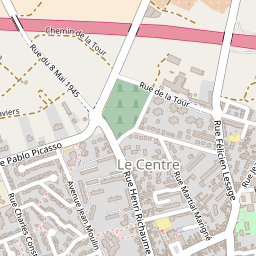 Chemin de la Tour
Rue du 8 Mai 1945
Rue de la Tour
Rue Félicien Lesage
Rue Pablo Picasso
Le Centre
Rue Henri Richaume
Rue Martial Marigné
Avenue Jean Moulin